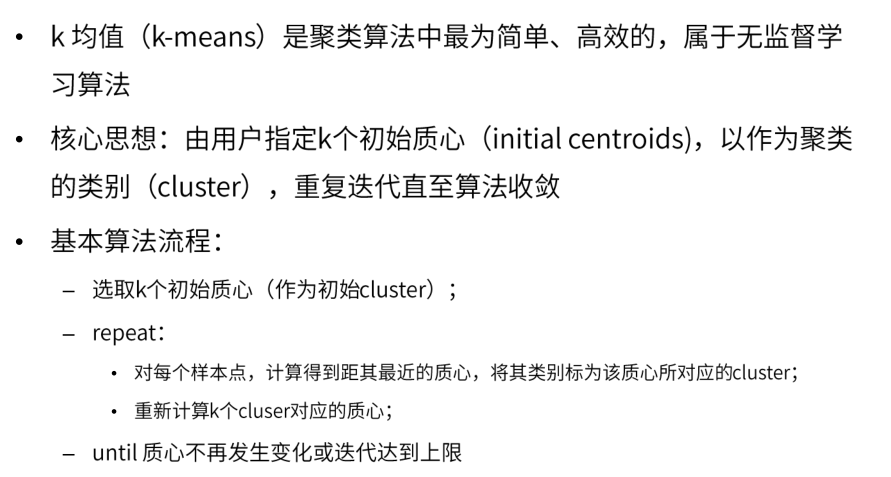 • k 均值（k-means）是聚类算法中最为简单、高效的，属于无监督学
习算法
• 核心思想：由用户指定k个初始质心（initial centroids)，以作为聚类
的类别（cluster），重复迭代直至算法收敛
• 基本算法流程：
– 选取k个初始质心（作为初始cluster）；
– repeat：
• 对每个样本点，计算得到距其最近的质心，将其类别标为该质心所对应的cluster；
• 重新计算k个cluser对应的质心；
– until 质心不再发生变化或迭代达到上限